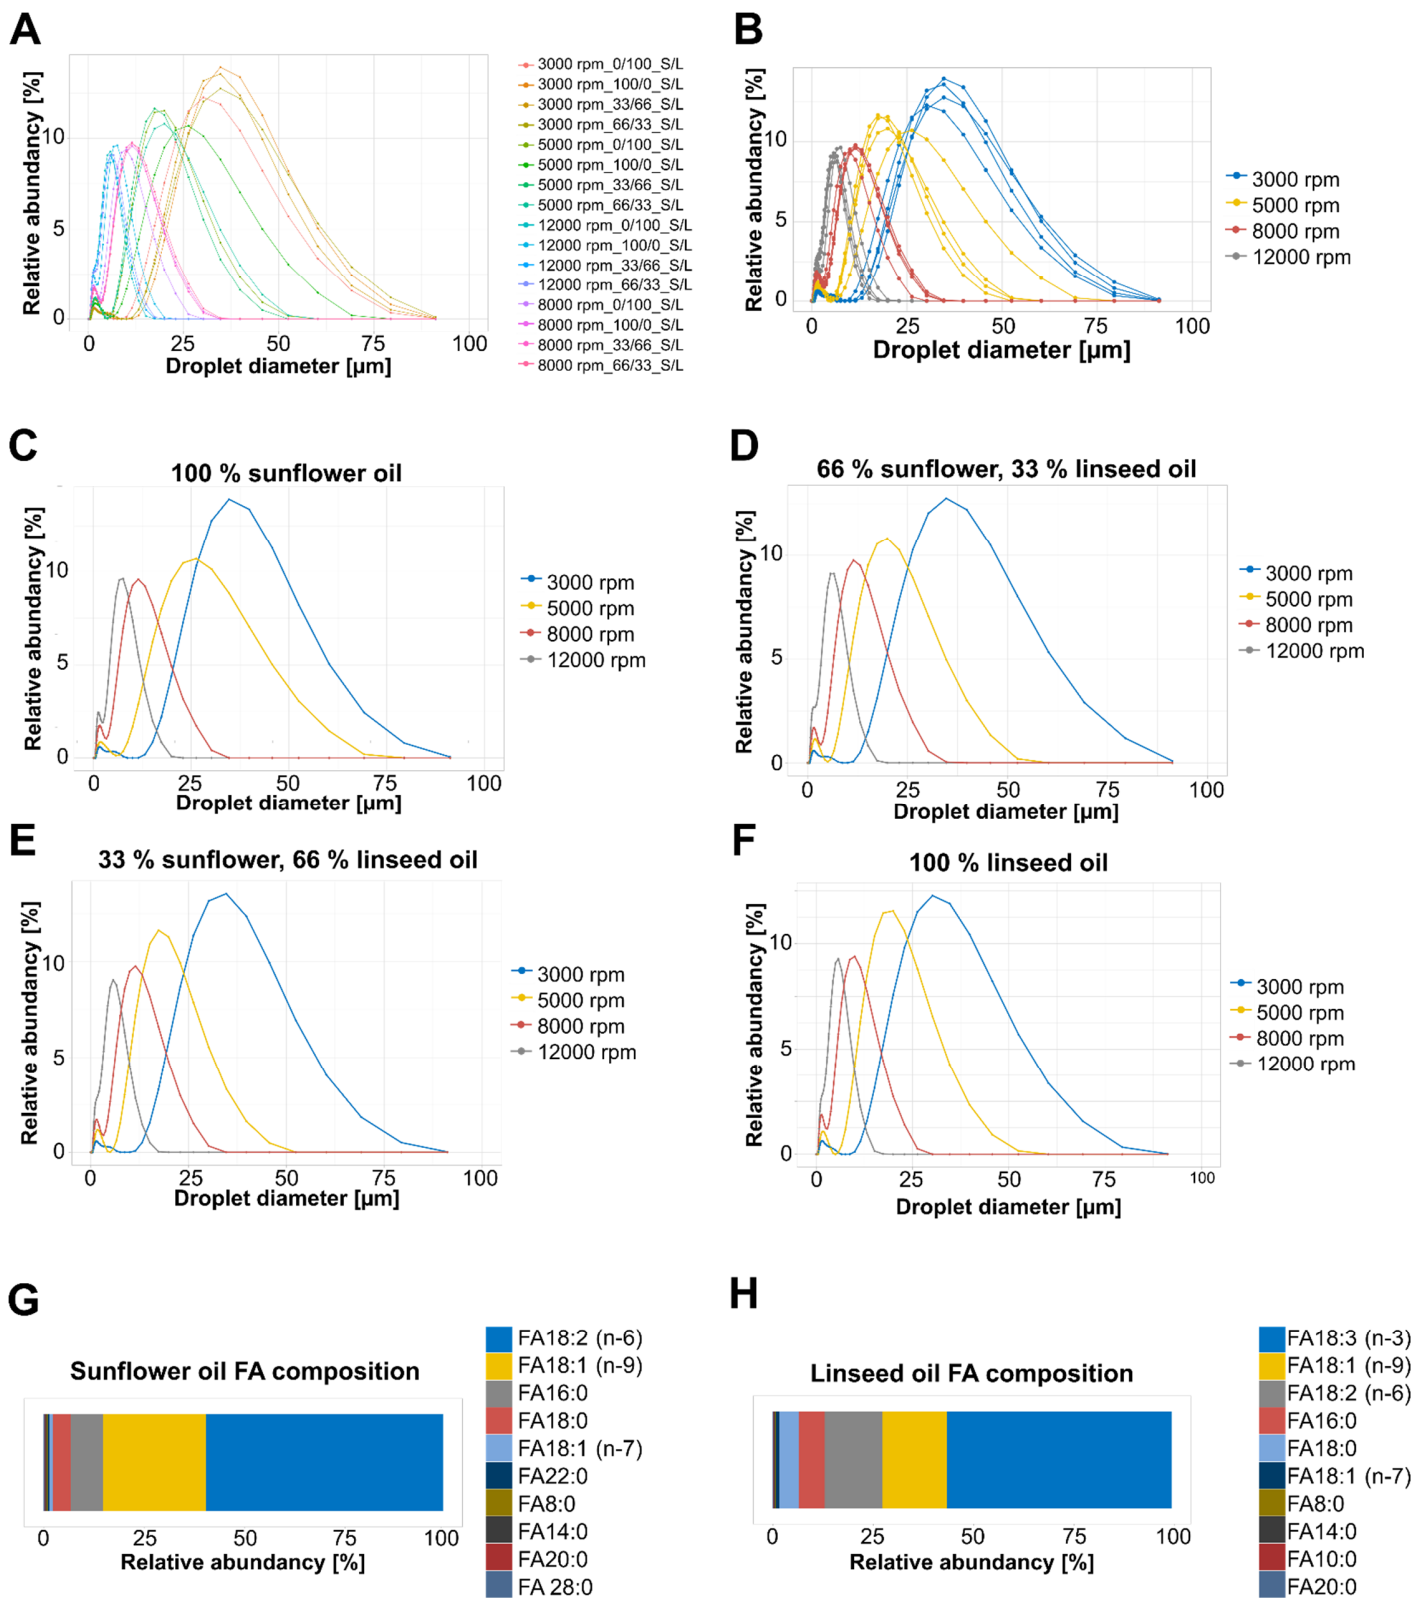 A
Relative abundancy [%]
10
5
0
0 25 50 75 100
Droplet diameter [µm]
3000 rpm_0/100_S/L
3000 rpm_100/0_S/L
3000 rpm_33/66_S/L
3000 rpm_66/33_S/L
5000 rpm_0/100_S/L
5000 rpm_100/0_S/L
5000 rpm_33/66_S/L
5000 rpm_66/33_S/L
12000 rpm_0/100_S/L
12000 rpm_100/0_S/L
12000 rpm_33/66_S/L
12000 rpm_66/33_S/L
8000 rpm_0/100_S/L
8000 rpm_100/0_S/L
8000 rpm_33/66_S/L
8000 rpm_66/33_S/L
B
Relative abundancy [%]
10
5
0
0 25 50 75 100
Droplet diameter [µm]
3000 rpm
5000 rpm
8000 rpm
12000 rpm
C
100 % sunflower oil
Relative abundancy [%]
10
5
0
0 25 50 75 100
Droplet diameter [µm]
3000 rpm
5000 rpm
8000 rpm
12000 rpm
D
66 % sunflower, 33 % linseed oil
Relative abundancy [%]
10
5
0
0 25 50 75 100
Droplet diameter [µm]
3000 rpm
5000 rpm
8000 rpm
12000 rpm
E
33 % sunflower, 66 % linseed oil
Relative abundancy [%]
10
5
0
0 25 50 75 100
Droplet diameter [µm]
3000 rpm
5000 rpm
8000 rpm
12000 rpm
F
100 % linseed oil
Relative abundancy [%]
10
5
0
0 25 50 75 100
Droplet diameter [µm]
3000 rpm
5000 rpm
8000 rpm
12000 rpm
G
Sunflower oil FA composition
0 25 50 75 100
Relative abundancy [%]
FA18:2 (n-6)
FA18:1 (n-9)
FA16:0
FA18:0
FA18:1 (n-7)
FA22:0
FA8:0
FA14:0
FA20:0
FA 28:0
H
Linseed oil FA composition
0 25 50 75 100
Relative abundancy [%]
FA18:3 (n-3)
FA18:1 (n-9)
FA18:2 (n-6)
FA16:0
FA18:0
FA18:1 (n-7)
FA8:0
FA14:0
FA10:0
FA20:0